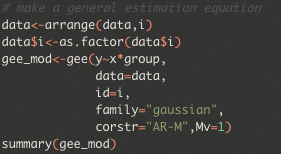 # make a general estimation equation
data<-arrange(data,i)
data$i<-as.factor(data$i)
gee_mod<-gee(y~x*group,
data=data,
id=i,
family="gaussian",
corstr="AR-M",Mv=1)
summary(gee_mod)